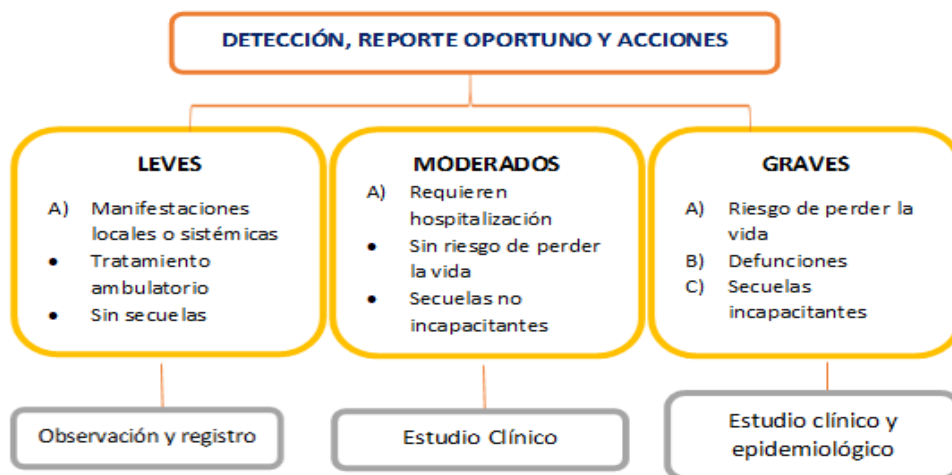 DETECCIÓN, REPORTE OPORTUNO Y ACCIONES
LEVES
A) Manifestaciones
locales o sistémicas
• Tratamiento
ambulatorio
• Sin secuelas
MODERADOS
A) Requieren
hospitalización
• Sin riesgo de perder
la vida
• Secuelas no
incapacitantes
GRAVES
A) Riesgo de perder la
vida
B) Defunciones
C) Secuelas
incapacitantes
Observación y registro
Estudio Clínico
Estudio clínico y
epidemiológico